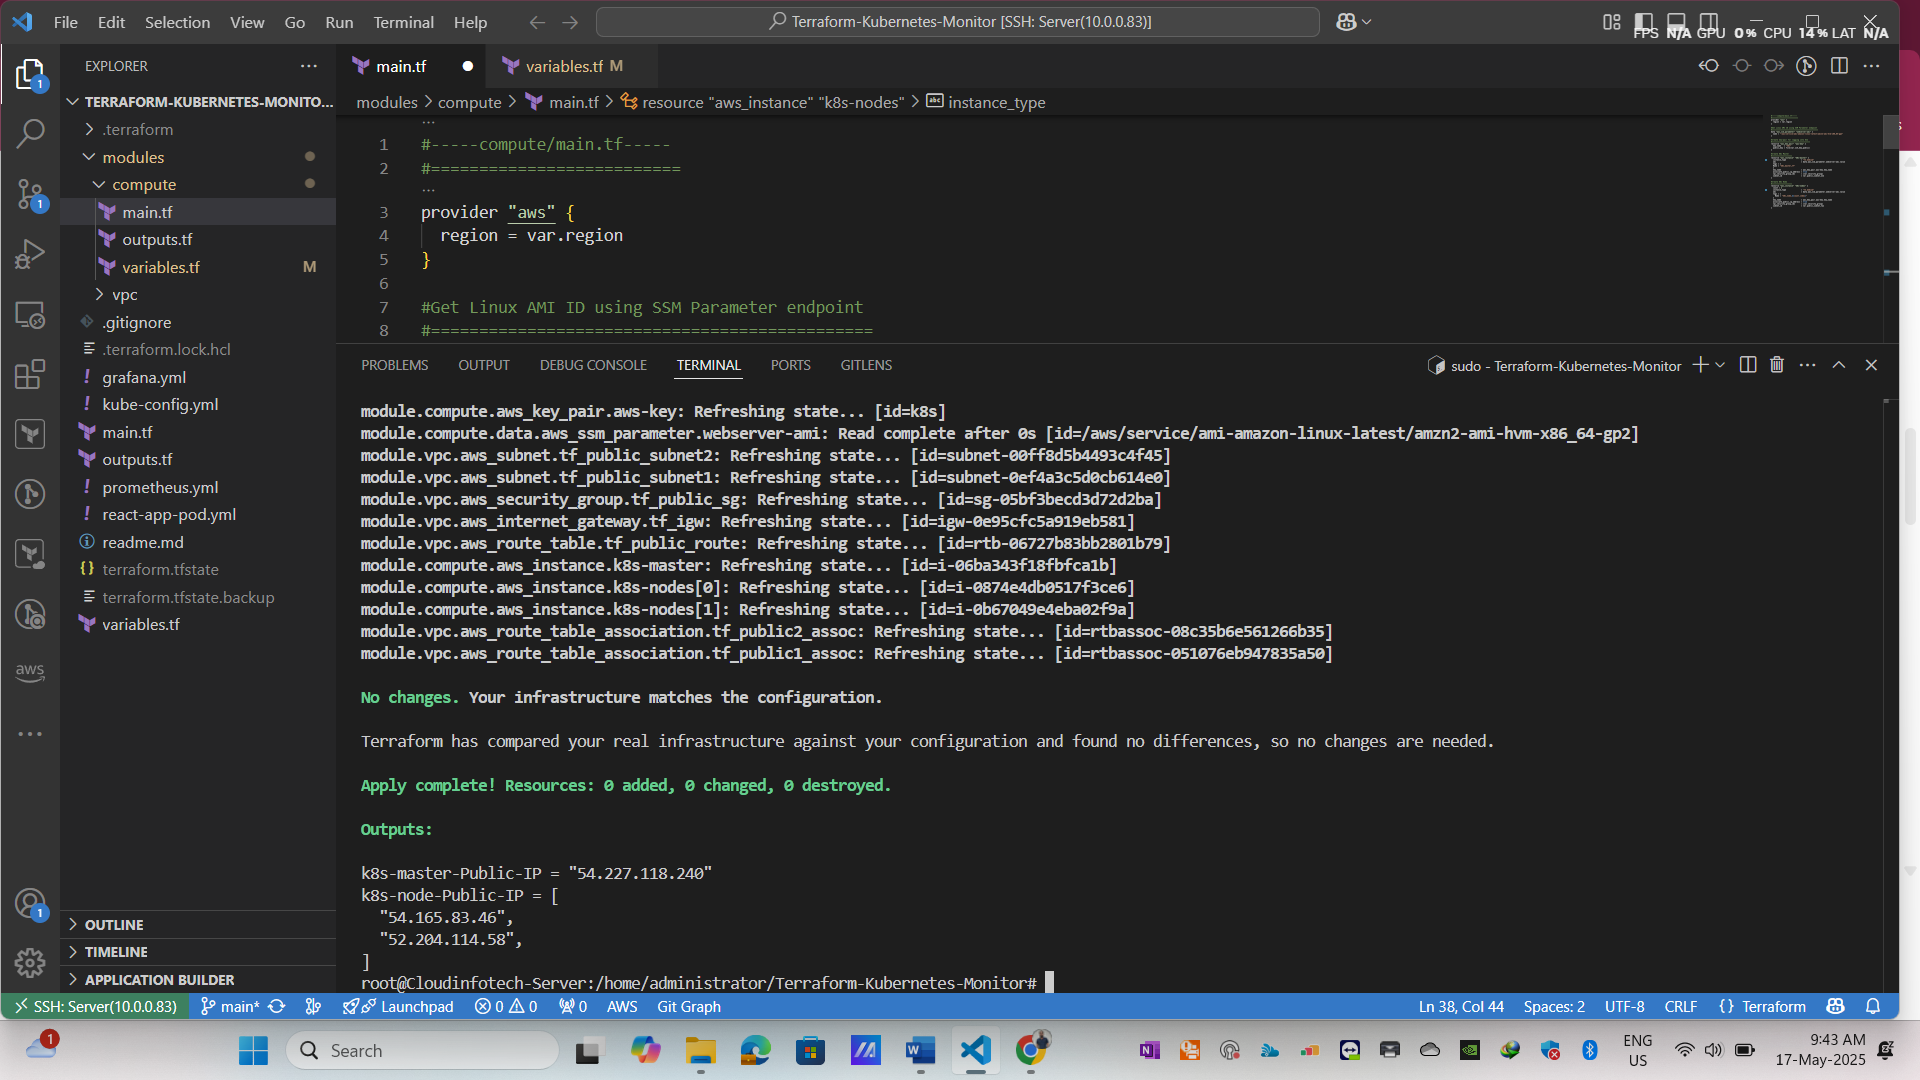 File Edit Selection View Go Run Terminal Help
Terraform-Kubernetes-Monitor [SSH: Server(10.0.0.83)]
FPS N/A GPU 0% CPU 14% LAT N/A
EXPLORER
main.tf
variables.tf M
TERRAFORM-KUBERNETES-MONITO...
modules > compute > main.tf > resource "aws_instance" "k8s-nodes" > instance_type
.terraform
modules
compute
main.tf
outputs.tf
variables.tf M
vpc
.gitignore
.terraform.lock.hcl
grafana.yml
kube-config.yml
main.tf
outputs.tf
prometheus.yml
react-app-pod.yml
readme.md
terraform.tfstate
terraform.tfstate.backup
variables.tf
aws
OUTLINE
TIMELINE
APPLICATION BUILDER
1 #-----compute/main.tf-----
2 #==========================
3 provider "aws" {
4 region = var.region
5 }
6
7 #Get Linux AMI ID using SSM Parameter endpoint
8 #==============================================
PROBLEMS OUTPUT DEBUG CONSOLE TERMINAL PORTS GITLENS
sudo - Terraform-Kubernetes-Monitor
module.compute.aws_key_pair.aws-key: Refreshing state... [id=k8s]
module.compute.data.aws_ssm_parameter.webserver-ami: Read complete after 0s [id=/aws/service/ami-amazon-linux-latest/amzn2-ami-hvm-x86_64-gp2]
module.vpc.aws_subnet.tf_public_subnet2: Refreshing state... [id=subnet-00ff8d5b4493c4f45]
module.vpc.aws_subnet.tf_public_subnet1: Refreshing state... [id=subnet-0ef4a3c5d0cb614e0]
module.vpc.aws_security_group.tf_public_sg: Refreshing state... [id=sg-05bf3becd3d72d2ba]
module.vpc.aws_internet_gateway.tf_igw: Refreshing state... [id=igw-0e95cfc5a919eb581]
module.vpc.aws_route_table.tf_public_route: Refreshing state... [id=rtb-06727b83bb2801b79]
module.compute.aws_instance.k8s-master: Refreshing state... [id=i-06ba343f18fbfca1b]
module.compute.aws_instance.k8s-nodes[0]: Refreshing state... [id=i-0874e4db0517f3ce6]
module.compute.aws_instance.k8s-nodes[1]: Refreshing state... [id=i-0b67049e4eba02f9a]
module.vpc.aws_route_table_association.tf_public2_assoc: Refreshing state... [id=rtbassoc-08c35b6e561266b35]
module.vpc.aws_route_table_association.tf_public1_assoc: Refreshing state... [id=rtbassoc-051076eb947835a50]
No changes. Your infrastructure matches the configuration.
Terraform has compared your real infrastructure against your configuration and found no differences, so no changes are needed.
Apply complete! Resources: 0 added, 0 changed, 0 destroyed.
Outputs:
k8s-master-Public-IP = "54.227.118.240"
k8s-node-Public-IP = [
"54.165.83.46",
"52.204.114.58",
]
root@Cloudinfotech-Server:/home/administrator/Terraform-Kubernetes-Monitor#
SSH: Server(10.0.0.83) main* Launchpad 0 0 0 AWS Git Graph
Ln 38, Col 44 Spaces: 2 UTF-8 CRLF { } Terraform
Search
ENG
US
9:43 AM
17-May-2025